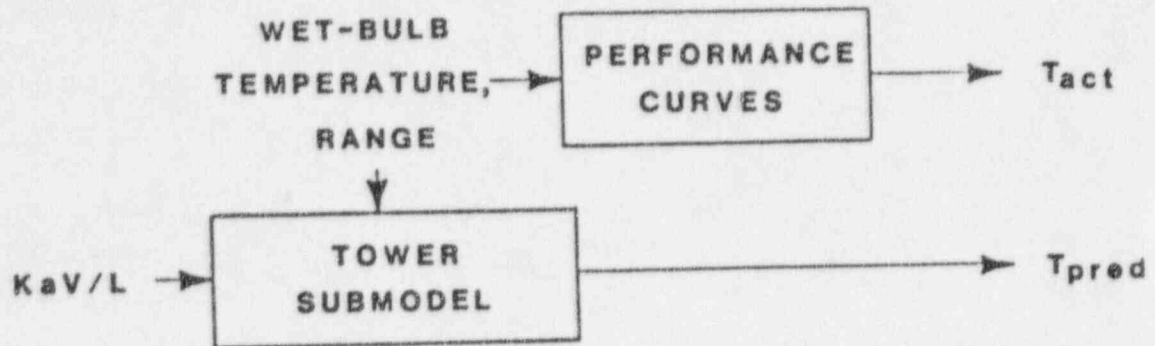 WET-BULB
TEMPERATURE,
RANGE
PERFORMANCE
CURVES
Tact
KaV/L
TOWER
SUBMODEL
Tpred